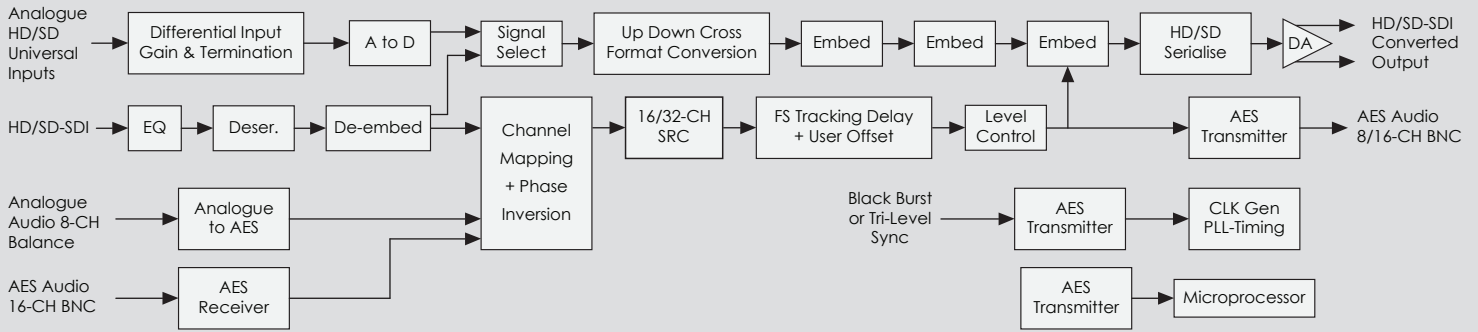 Analogue
HD/SD
Universal
Inputs
Differential Input
Gain & Termination
A to D
Signal
Select
Up Down Cross
Format Conversion
Embed
Embed
Embed
HD/SD
Serialise
DA
HD/SD-SDI
Converted
Output
HD/SD-SDI
EQ
Deser.
De-embed
Channel
Mapping
+ Phase
Inversion
16/32-CH
SRC
FS Tracking Delay
+ User Offset
Level
Control
AES
Transmitter
AES Audio
8/16-CH BNC
Analogue
Audio 8-CH
Balance
Analogue
to AES
Black Burst
or Tri-Level
Sync
AES
Transmitter
CLK Gen
PLL-Timing
AES Audio
16-CH BNC
AES
Receiver
AES
Transmitter
Microprocessor